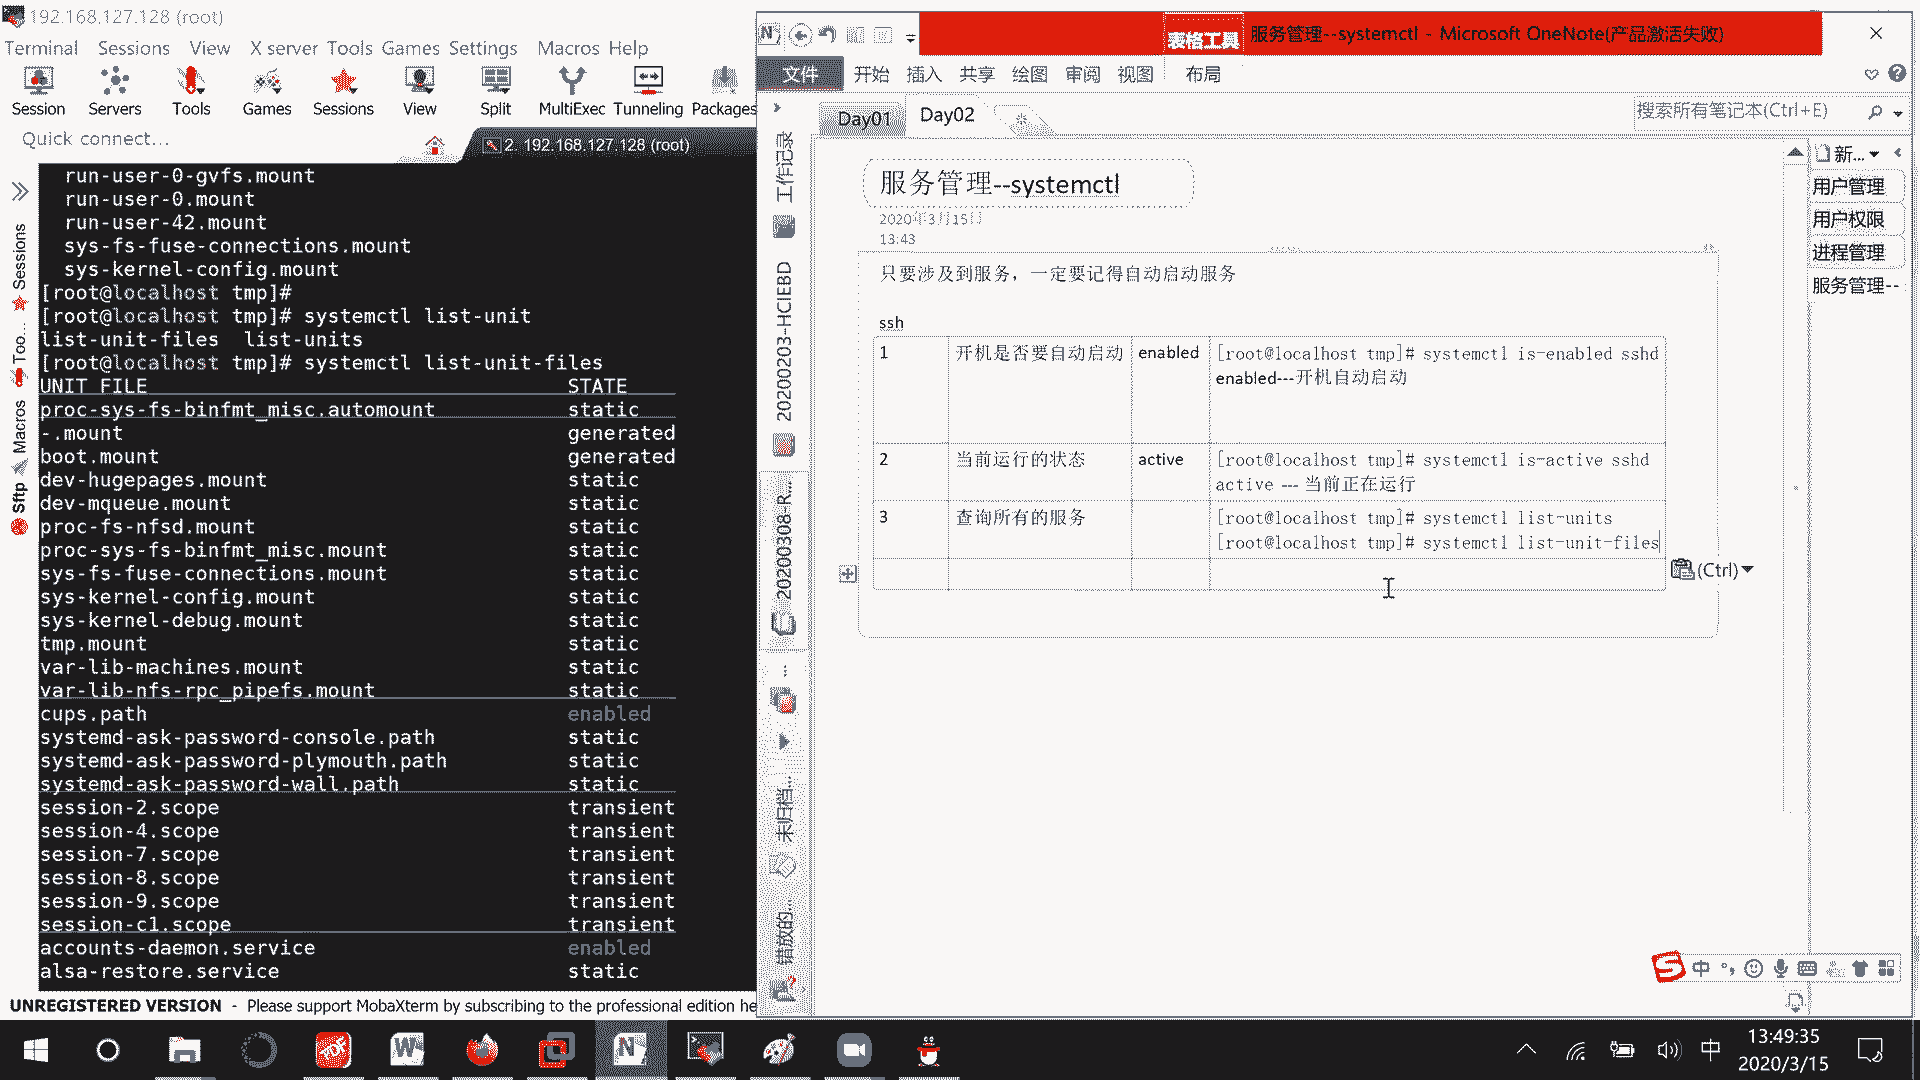 192.168.127.128 (root)
Terminal Sessions View X server Tools Games Settings Macros Help
Session Servers Tools Games Sessions View Split MultiExec Tunneling Packages
Quick connect...
2. 192.168.127.128 (root)
Sessions
Too...
Macros
Sftp
run-user-0-gvfs.mount
run-user-0.mount
run-user-42.mount
sys-fs-fuse-connections.mount
sys-kernel-config.mount
[root@localhost tmp]#
[root@localhost tmp]# systemctl list-unit
list-unit-files list-units
[root@localhost tmp]# systemctl list-unit-files
UNIT FILE STATE
proc-sys-fs-binfmt_misc.automount static
-.mount generated
boot.mount generated
dev-hugepages.mount static
dev-mqueue.mount static
proc-fs-nfsd.mount static
proc-sys-fs-binfmt_misc.mount static
sys-fs-fuse-connections.mount static
sys-kernel-config.mount static
sys-kernel-debug.mount static
tmp.mount static
var-lib-machines.mount static
var-lib-nfs-rpc_pipefs.mount static
cups.path enabled
systemd-ask-password-console.path static
systemd-ask-password-plymouth.path static
systemd-ask-password-wall.path static
session-2.scope transient
session-4.scope transient
session-7.scope transient
session-8.scope transient
session-9.scope transient
session-c1.scope transient
accounts-daemon.service enabled
alsa-restore.service static
UNREGISTERED VERSION - Please support MobaXterm by subscribing to the professional edition he
表格工具 服务管理--systemctl - Microsoft OneNote(产品激活失败)
文件 开始 插入 共享 绘图 审阅 视图 布局
Day01 Day02
搜索所有笔记本(Ctrl+E)
工作记录
20200203-HCIEBD
20200308-R...
未归档...
错放的...
新...
用户管理
用户权限
进程管理
服务管理--
服务管理--systemctl
2020年3月15日
13:43
只要涉及到服务，一定要记得自动启动服务
ssh
1 开机是否要自动启动 enabled [root@localhost tmp]# systemctl is-enabled sshd
enabled---开机自动启动
2 当前运行的状态 active [root@localhost tmp]# systemctl is-active sshd
active --- 当前正在运行
3 查询所有的服务 [root@localhost tmp]# systemctl list-units
[root@localhost tmp]# systemctl list-unit-files
(Ctrl)
中
中
13:49:35
2020/3/15